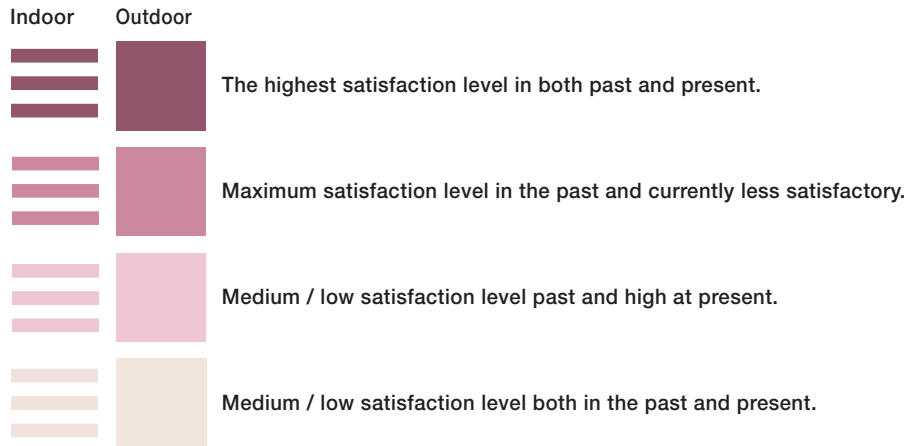 Indoor Outdoor
The highest satisfaction level in both past and present.
Maximum satisfaction level in the past and currently less satisfactory.
Medium / low satisfaction level past and high at present.
Medium / low satisfaction level both in the past and present.